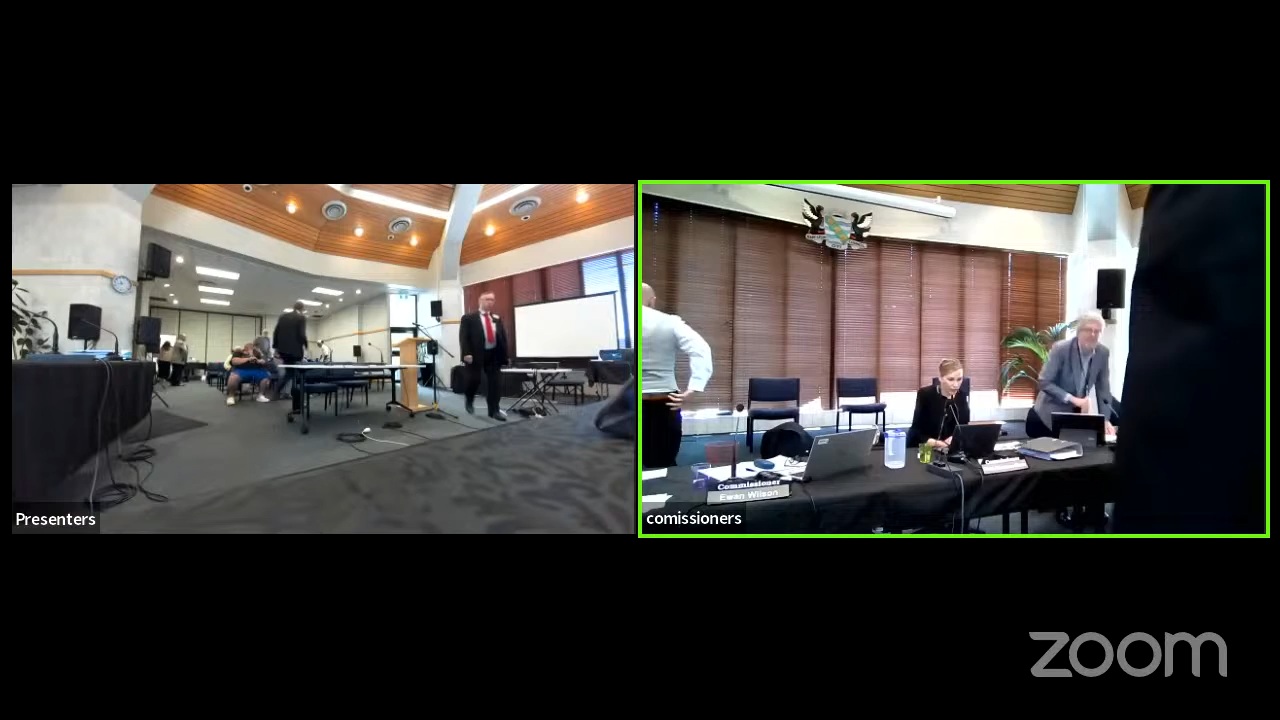 Presenters
Commissioner
Ewan Wilson
comissioners
zoom